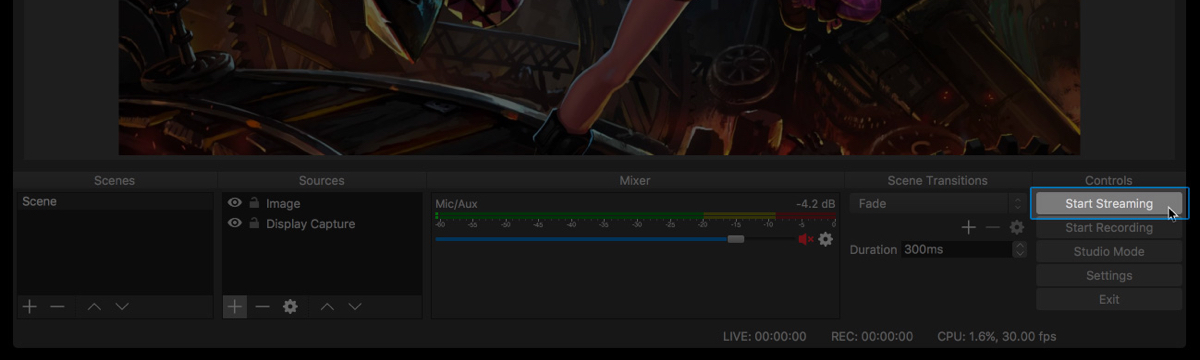 Scenes
Sources
Mixer
Scene Transitions
Controls
Scene
Image
Display Capture
Mic/Aux
-4.2 dB
-60 -55 -50 -45 -40 -35 -30 -25 -20 -15 -10 -5 0
Fade
Duration 300ms
Start Streaming
Start Recording
Studio Mode
Settings
Exit
LIVE: 00:00:00 REC: 00:00:00 CPU: 1.6%, 30.00 fps